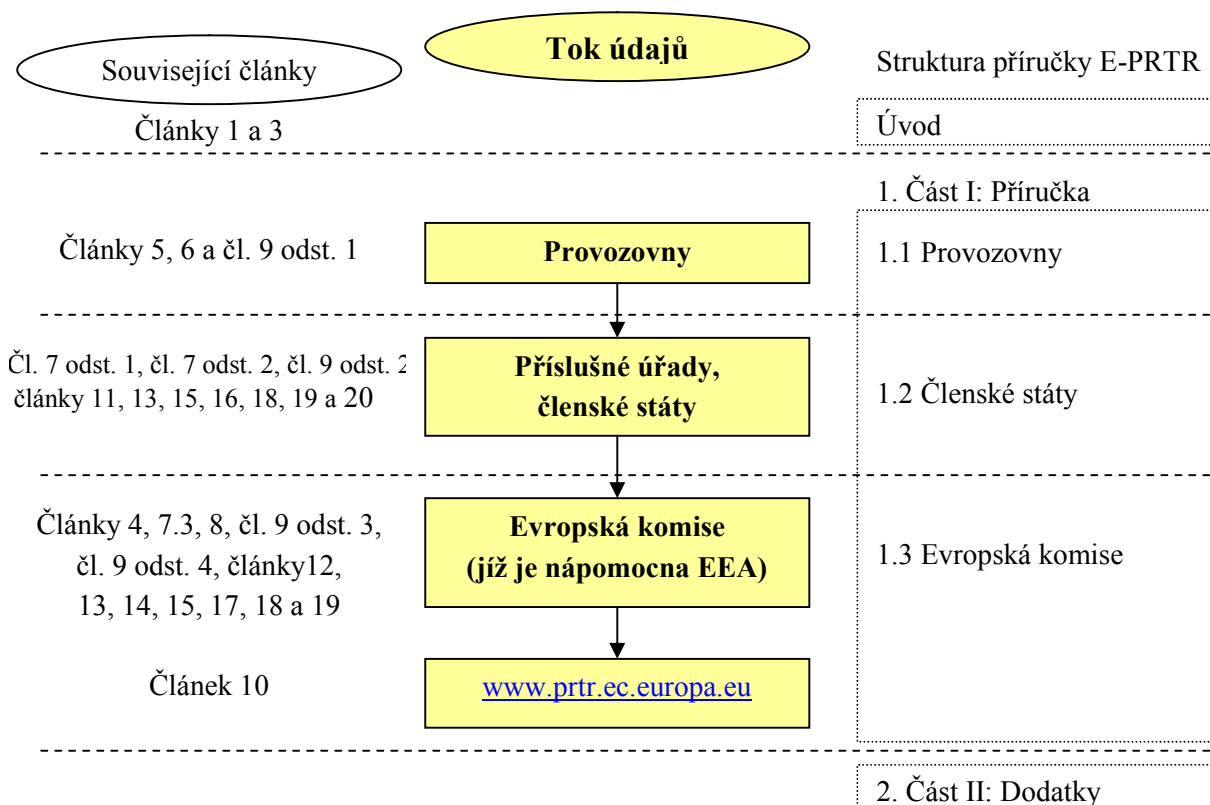 Související články
Tok údajů
Struktura příručky E-PRTR
Články 1 a 3
Úvod
1. Část I: Příručka
Články 5, 6 a čl. 9 odst. 1
Provozovny
1.1 Provozovny
Čl. 7 odst. 1, čl. 7 odst. 2, čl. 9 odst. 2
články 11, 13, 15, 16, 18, 19 a 20
Příslušné úřady,
členské státy
1.2 Členské státy
Články 4, 7.3, 8, čl. 9 odst. 3,
čl. 9 odst. 4, články12,
13, 14, 15, 17, 18 a 19
Evropská komise
(jíž je nápomocna EEA)
1.3 Evropská komise
Článek 10
www.prtr.ec.europa.eu
2. Část II: Dodatky